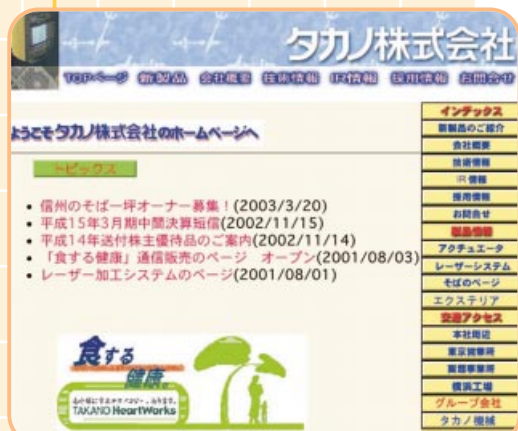 タカノ株式会社
TOPページ 新製品 会社概要 技術情報 IR情報 採用情報 お問合せ
ようこそタカノ株式会社のホームページへ
トピックス
信州のそば一坪オーナー募集！(2003/3/20)
平成15年3月期中間決算短信(2002/11/15)
平成14年送付株主優待品のご案内(2002/11/14)
「食する健康」通信販売のページ オープン(2001/08/03)
レーザー加工システムのページ(2001/08/01)
食する
健康。
TAKANO HeartWorks
インデックス
新製品のご紹介
会社概要
技術情報
IR情報
採用情報
お問合せ
製品情報
アクチュエータ
レーザーシステム
そばのページ
エクステリア
交通アクセス
本社周辺
東京営業所
横浜工場
グループ会社
タカノ機械